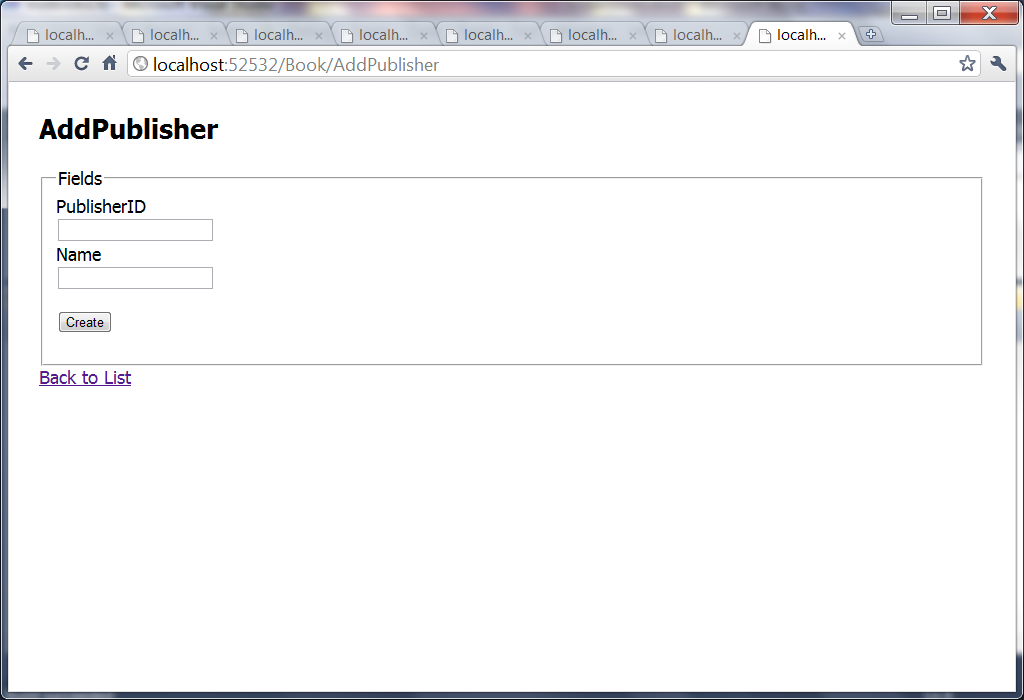 localh... localh... localh... localh... localh... localh... localh... localh...
localhost:52532/Book/AddPublisher
AddPublisher
Fields
PublisherID
Name
Create
Back to List